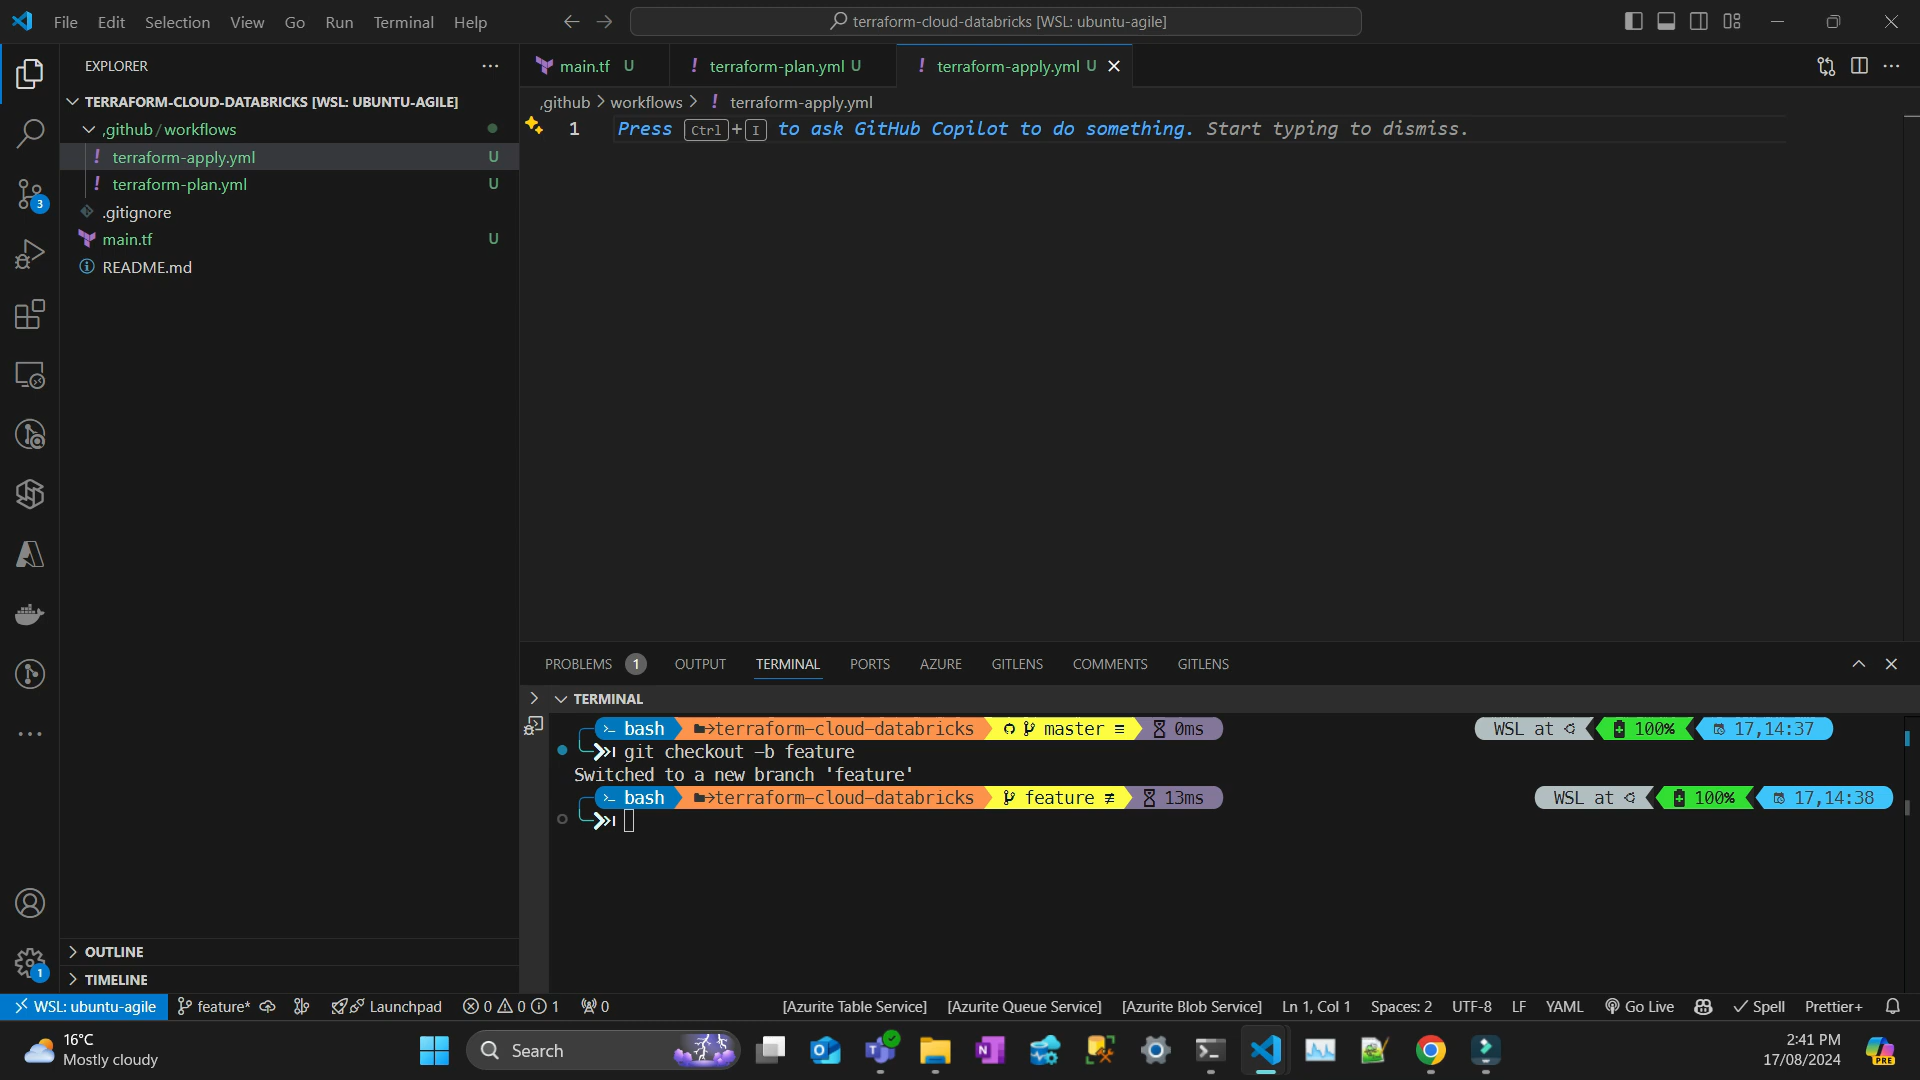 File Edit Selection View Go Run Terminal Help
terraform-cloud-databricks [WSL: ubuntu-agile]
EXPLORER
TERRAFORM-CLOUD-DATABRICKS [WSL: UBUNTU-AGILE]
.github/workflows
terraform-apply.yml U
terraform-plan.yml U
.gitignore
main.tf U
README.md
3
main.tf U
terraform-plan.yml U
terraform-apply.yml U
.github > workflows > ! terraform-apply.yml
1 Press Ctrl+I to ask GitHub Copilot to do something. Start typing to dismiss.
PROBLEMS 1 OUTPUT TERMINAL PORTS AZURE GITLENS COMMENTS GITLENS
TERMINAL
bash terraform-cloud-databricks master ≡ 0ms WSL at 100% 17,14:37
git checkout -b feature
Switched to a new branch 'feature'
bash terraform-cloud-databricks feature ≢ 13ms WSL at 100% 17,14:38
OUTLINE
TIMELINE
1
WSL: ubuntu-agile feature* Launchpad 0 0 1 0 [Azurite Table Service] [Azurite Queue Service] [Azurite Blob Service] Ln 1, Col 1 Spaces: 2 UTF-8 LF YAML Go Live Spell Prettier+
16°C
Mostly cloudy
Search
2:41 PM
17/08/2024
PRE